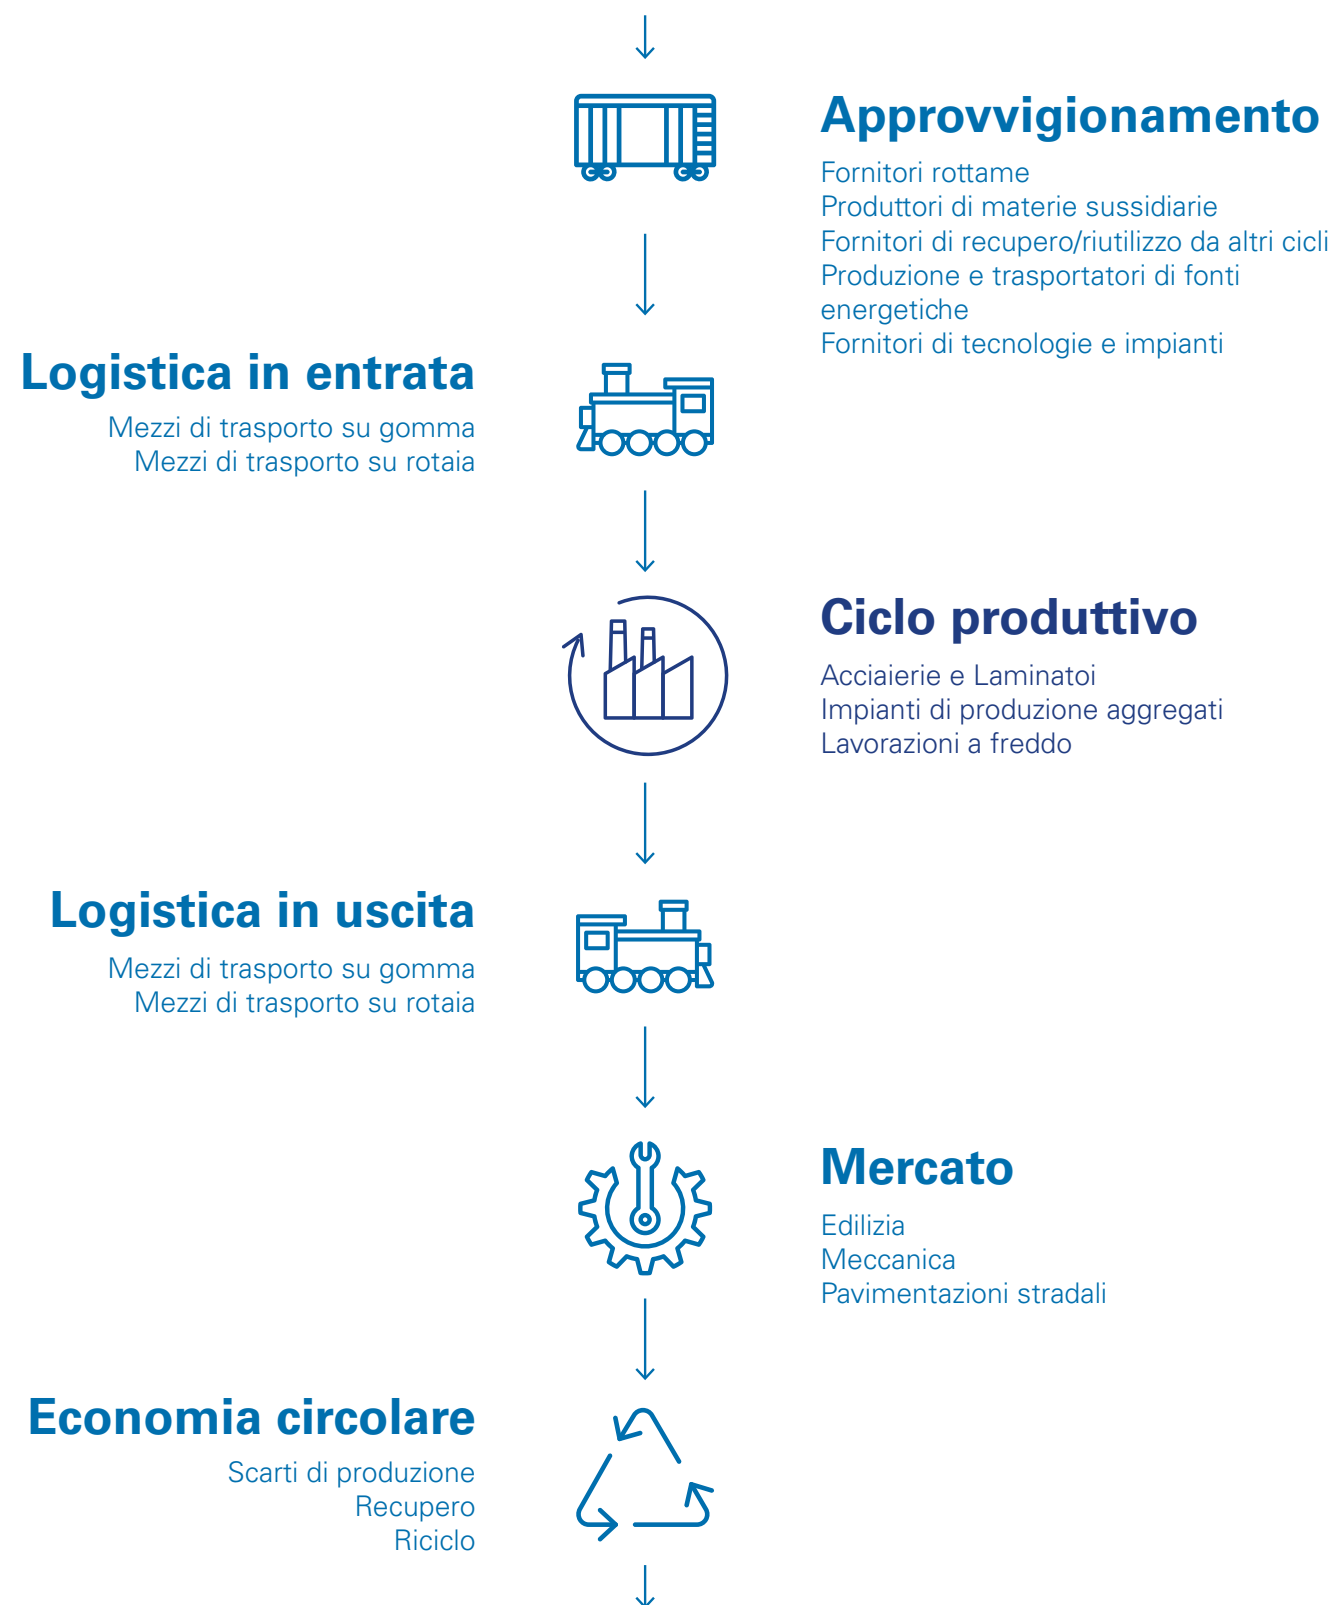 Approvvigionamento
Fornitori rottame
Produttori di materie sussidiarie
Fornitori di recupero/riutilizzo da altri cicli
Produzione e trasportatori di fonti
energetiche
Fornitori di tecnologie e impianti
Logistica in entrata
Mezzi di trasporto su gomma
Mezzi di trasporto su rotaia
Ciclo produttivo
Acciaierie e Laminatoi
Impianti di produzione aggregati
Lavorazioni a freddo
Logistica in uscita
Mezzi di trasporto su gomma
Mezzi di trasporto su rotaia
Mercato
Edilizia
Meccanica
Pavimentazioni stradali
Economia circolare
Scarti di produzione
Recupero
Riciclo